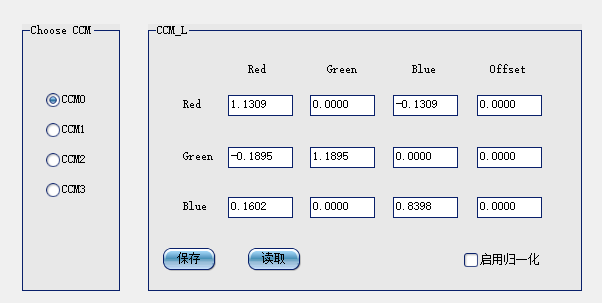 Choose CCM
CCM0
CCM1
CCM2
CCM3
CCM_L
Red Green Blue Offset
Red 1.1309 0.0000 -0.1309 0.0000
Green -0.1895 1.1895 0.0000 0.0000
Blue 0.1602 0.0000 0.8398 0.0000
保存 读取 启用归一化